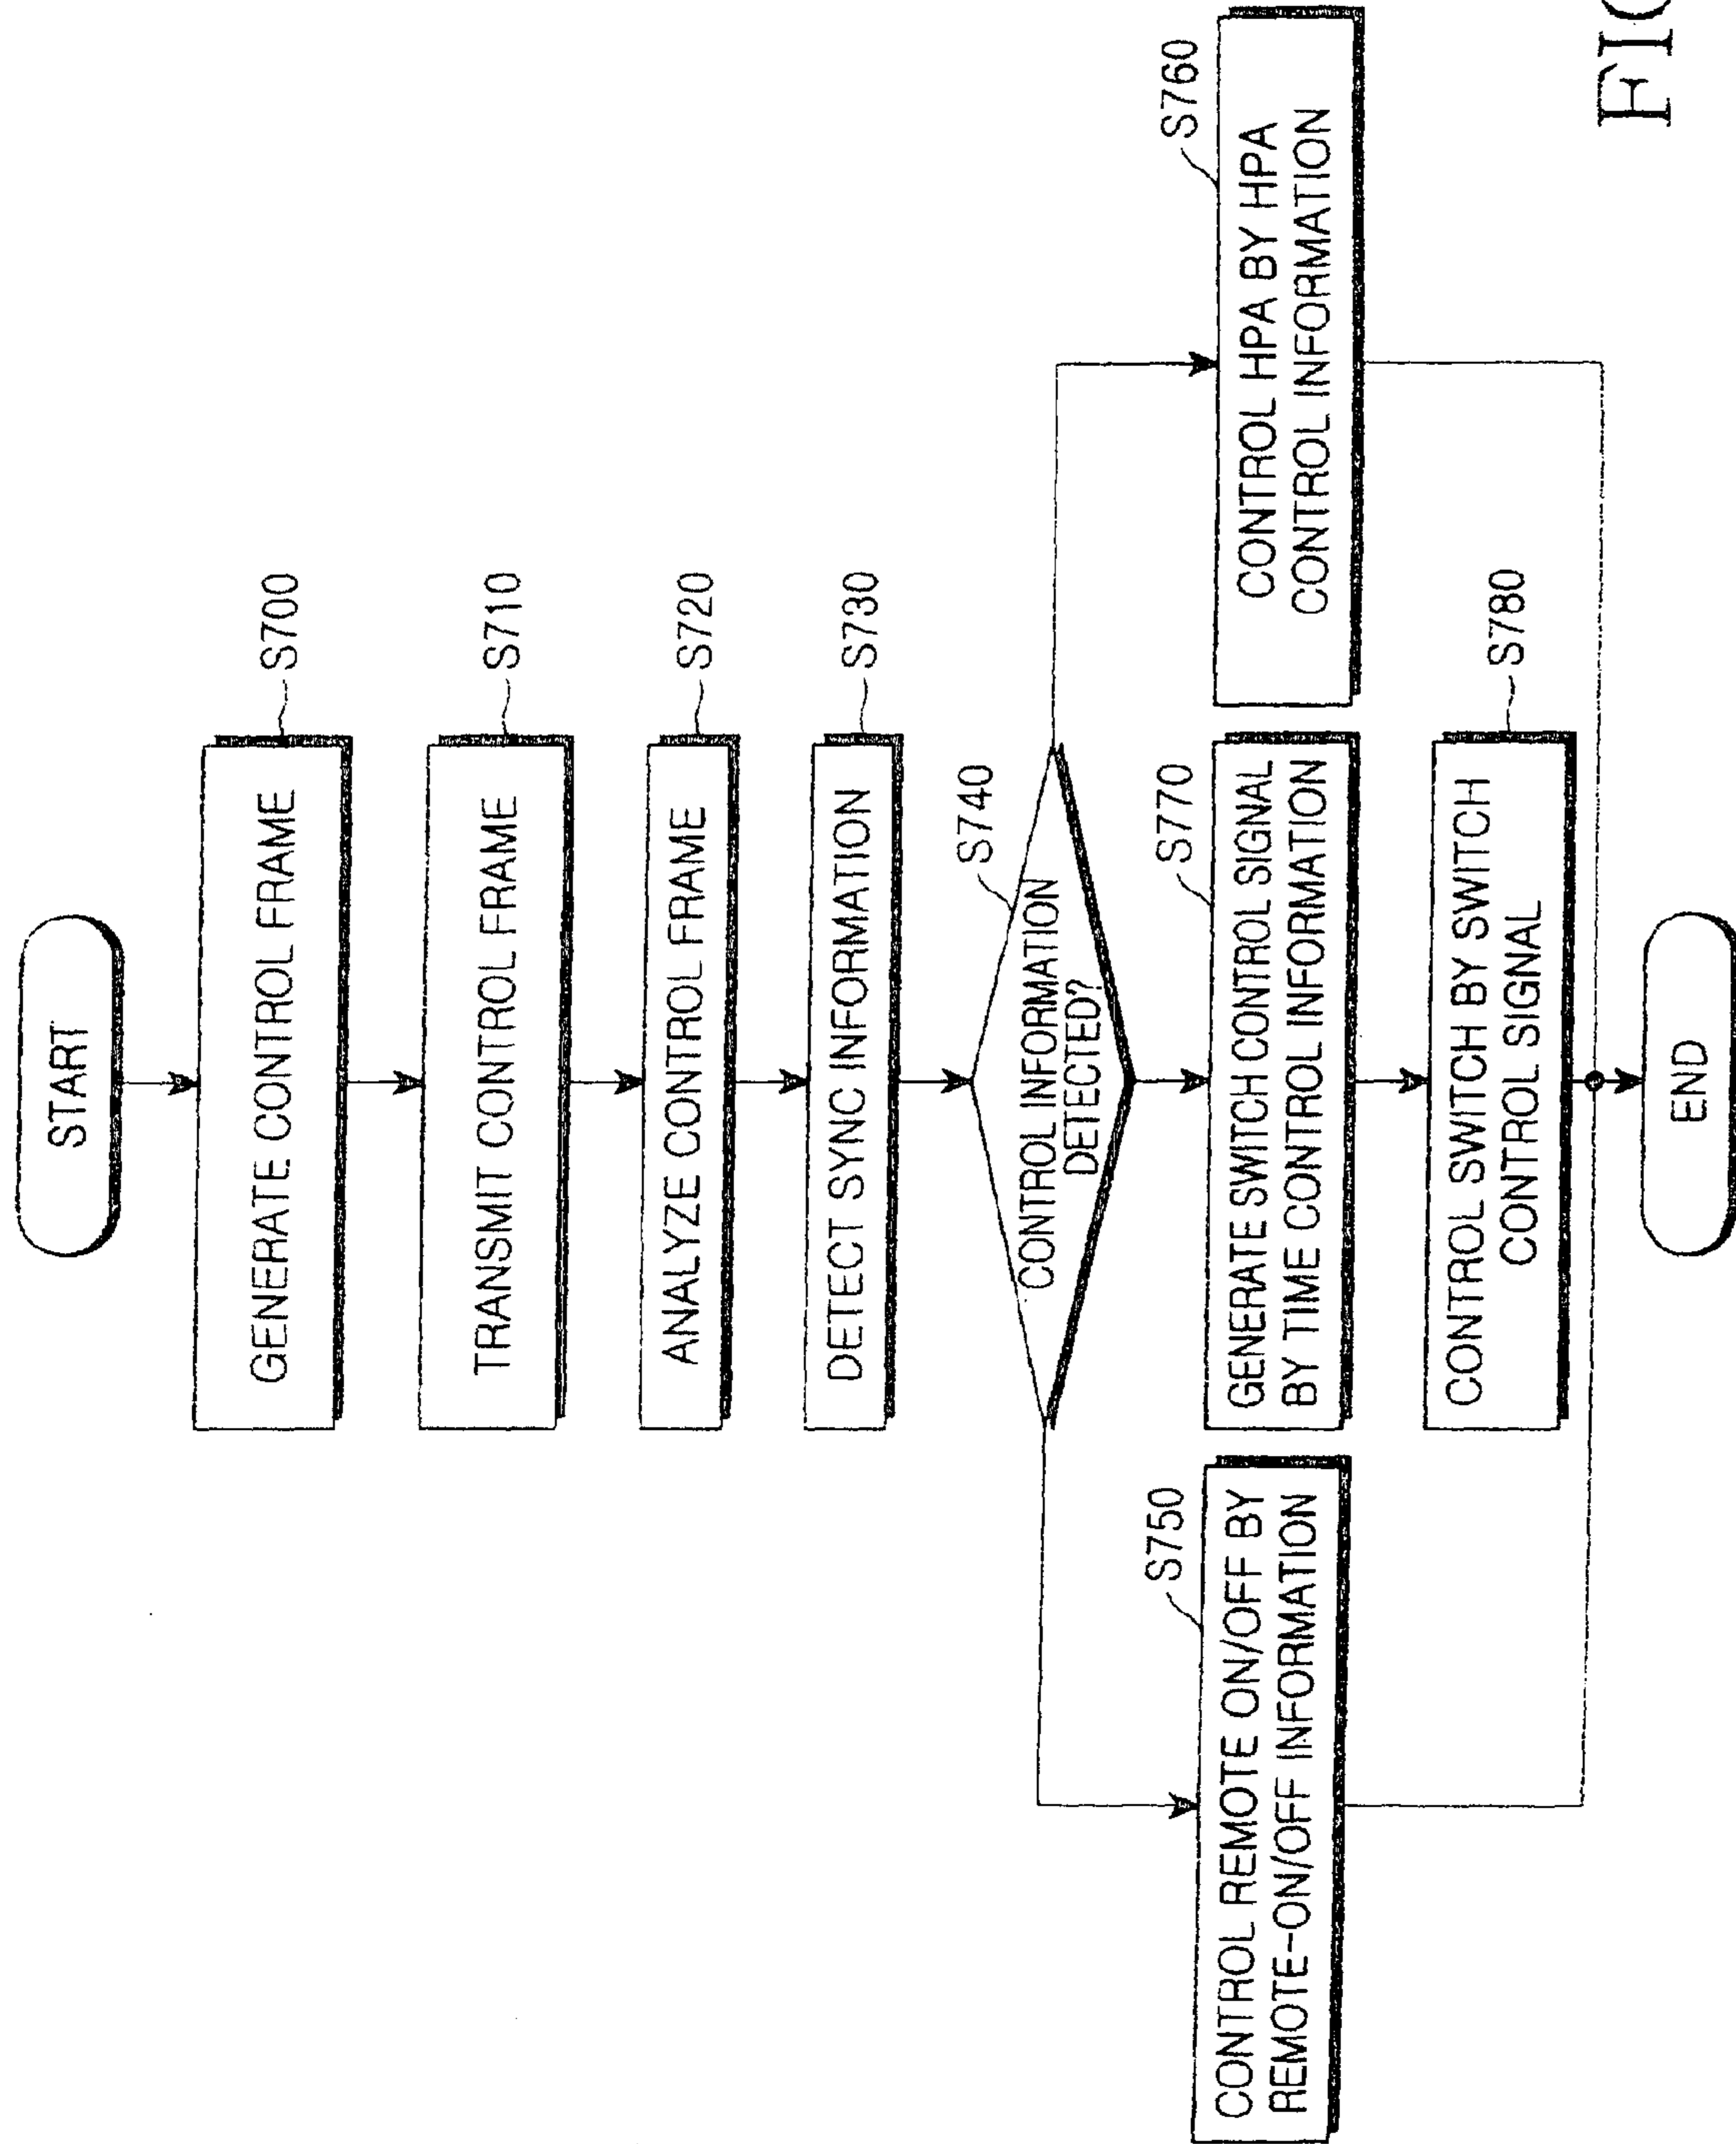 START
GENERATE CONTROL FRAME
S700
TRANSMIT CONTROL FRAME
S710
ANALYZE CONTROL FRAME
S720
DETECT SYNC INFORMATION
S730
CONTROL INFORMATION
DETECTED?
S740
CONTROL REMOTE ON/OFF BY
REMOTE-ON/OFF INFORMATION
S750
GENERATE SWITCH CONTROL SIGNAL
BY TIME CONTROL INFORMATION
S770
CONTROL HPA BY HPA
CONTROL INFORMATION
S760
CONTROL SWITCH BY SWITCH
CONTROL SIGNAL
S780
END